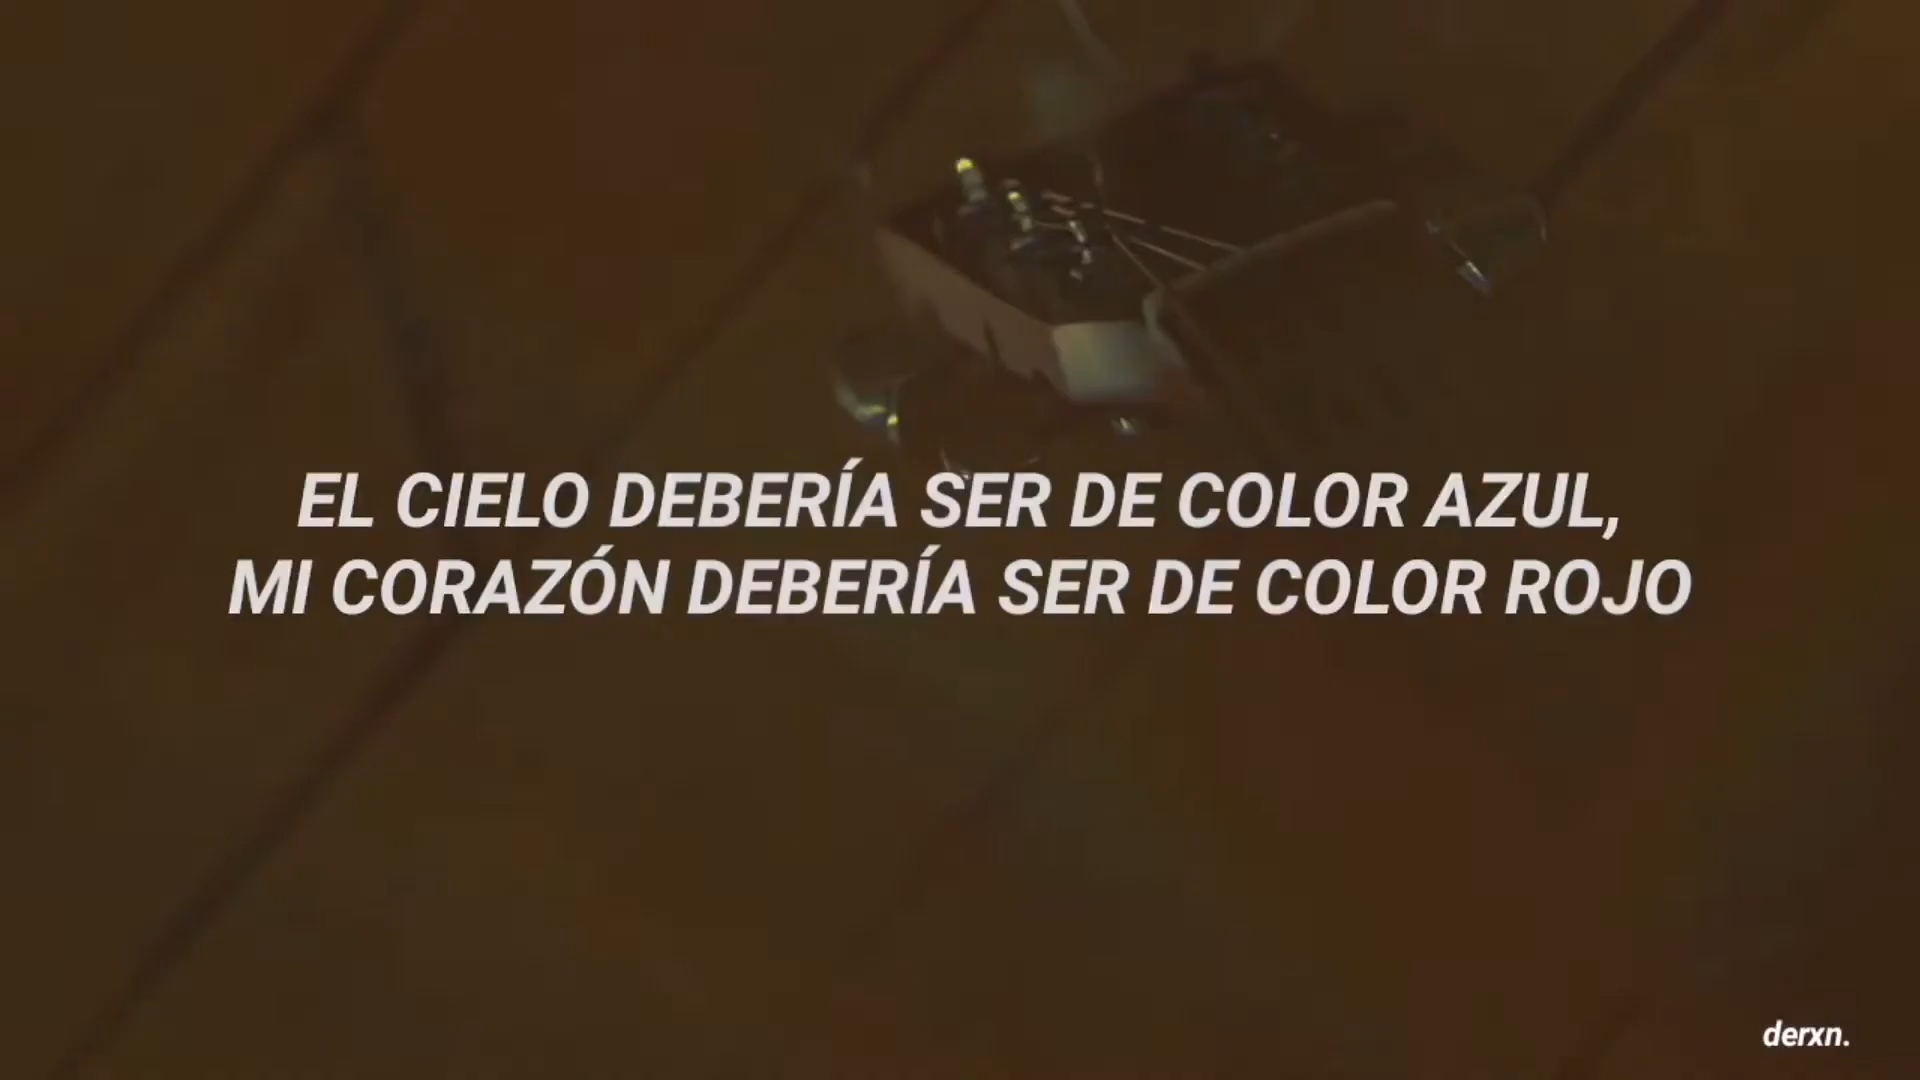 EL CIELO DEBERÍA SER DE COLOR AZUL,
MI CORAZÓN DEBERÍA SER DE COLOR ROJO
derxn.